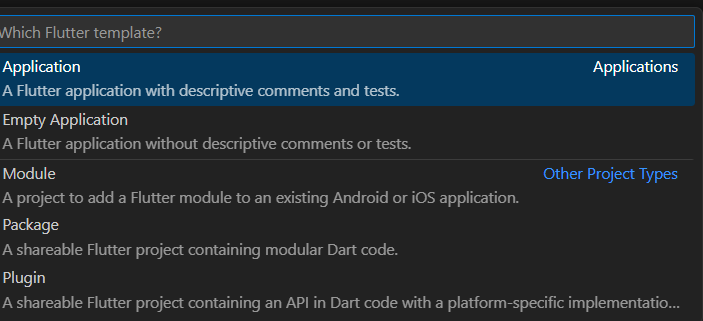 Which Flutter template?
Application Applications
A Flutter application with descriptive comments and tests.
Empty Application
A Flutter application without descriptive comments or tests.
Module Other Project Types
A project to add a Flutter module to an existing Android or iOS application.
Package
A shareable Flutter project containing modular Dart code.
Plugin
A shareable Flutter project containing an API in Dart code with a platform-specific implementatio...